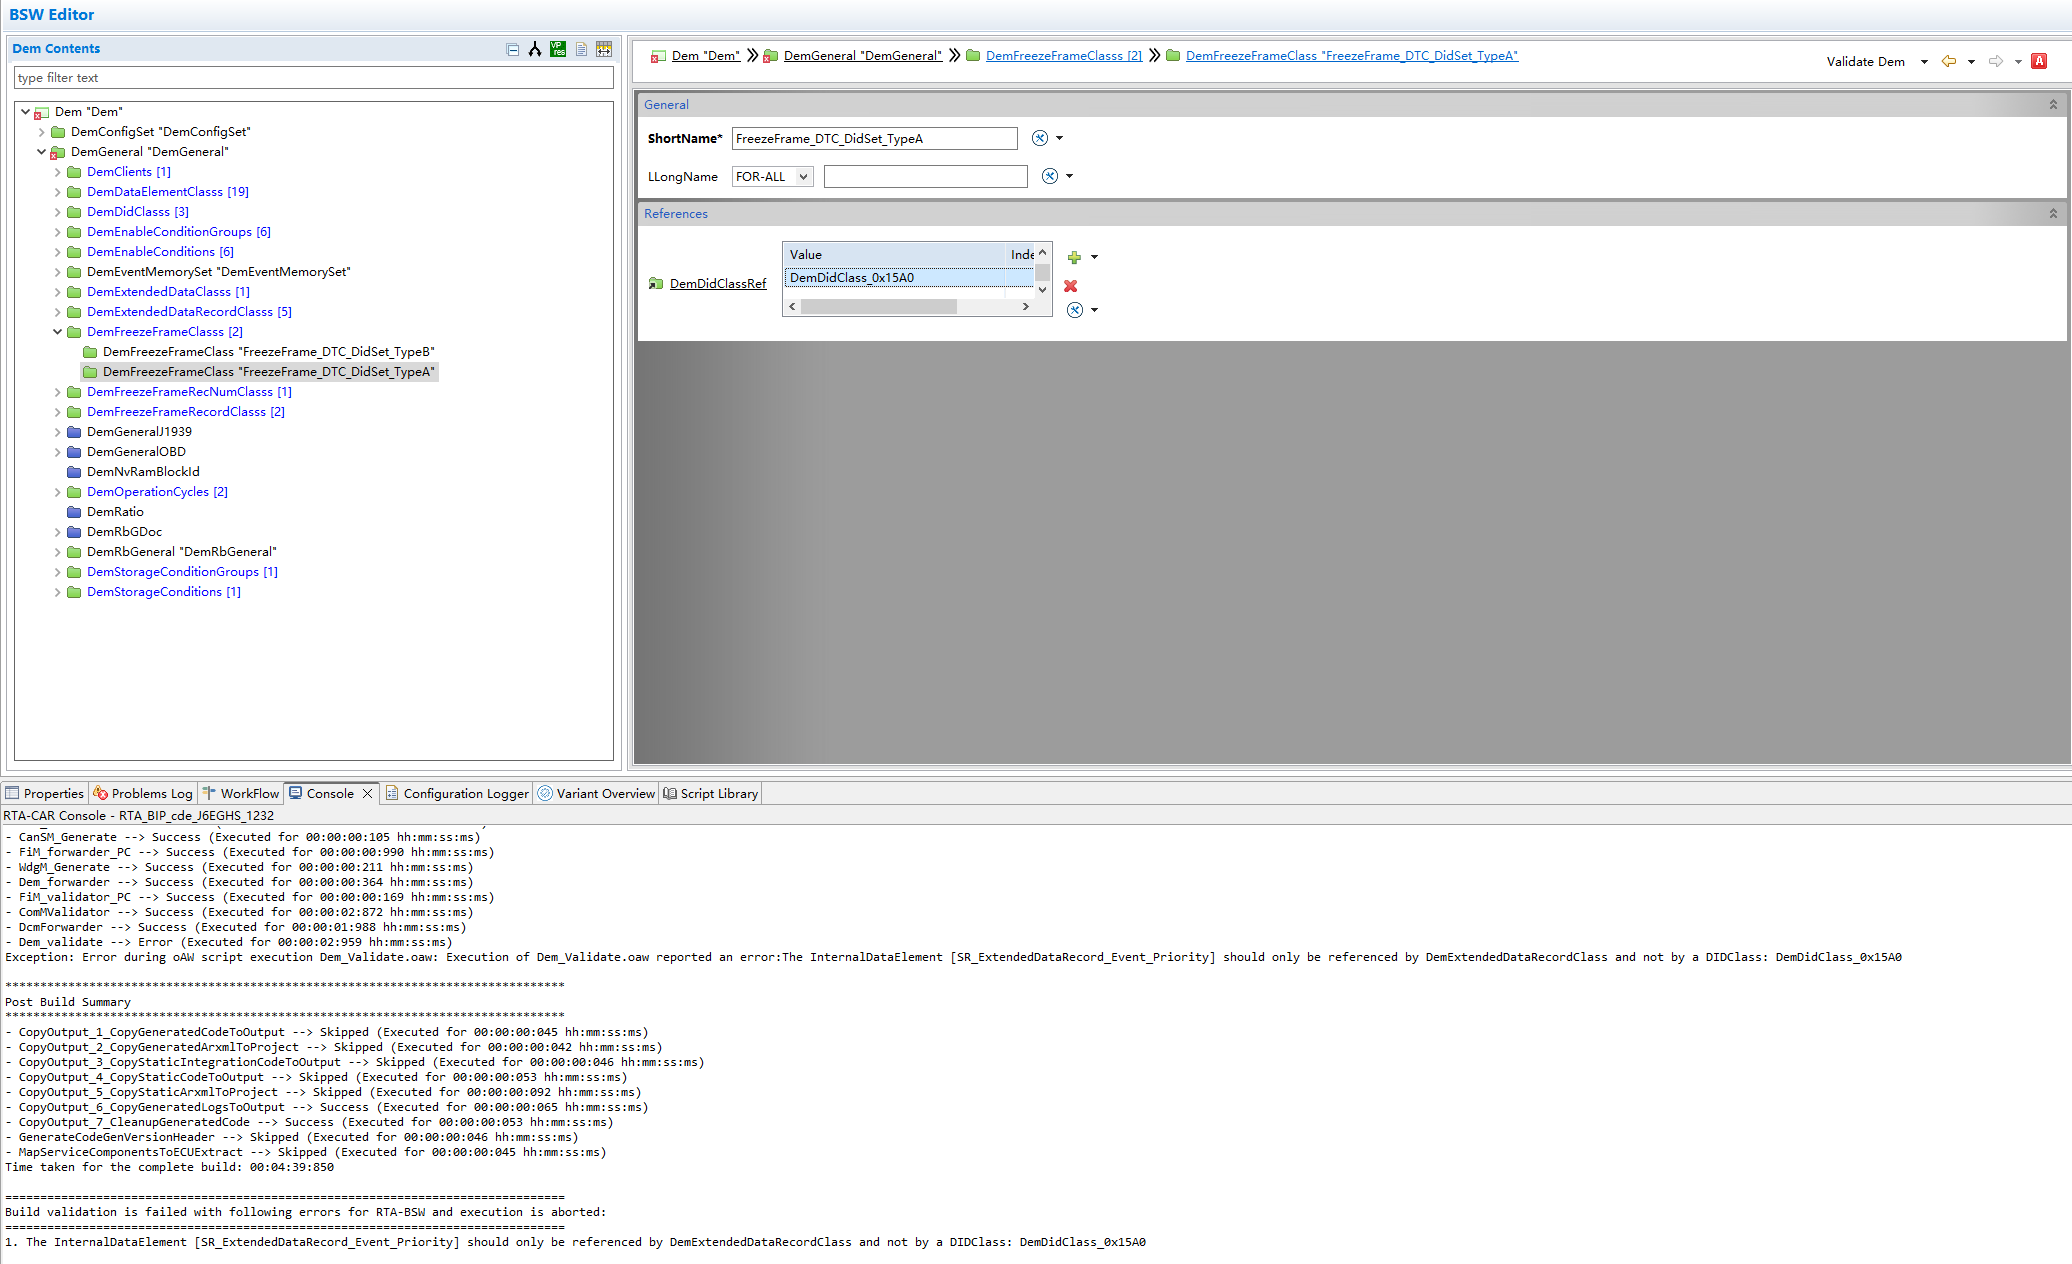 BSW Editor
Dem Contents
type filter text
Dem "Dem"
DemConfigSet "DemConfigSet"
DemGeneral "DemGeneral"
DemClients [1]
DemDataElementClasss [19]
DemDidClasss [3]
DemEnableConditionGroups [6]
DemEnableConditions [6]
DemEventMemorySet "DemEventMemorySet"
DemExtendedDataClasss [1]
DemExtendedDataRecordClasss [5]
DemFreezeFrameClasss [2]
DemFreezeFrameClass "FreezeFrame_DTC_DidSet_TypeB"
DemFreezeFrameClass "FreezeFrame_DTC_DidSet_TypeA"
DemFreezeFrameRecNumClasss [1]
DemFreezeFrameRecordClasss [2]
DemGeneralJ1939
DemGeneralOBD
DemNvRamBlockId
DemOperationCycles [2]
DemRatio
DemRbGDoc
DemRbGeneral "DemRbGeneral"
DemStorageConditionGroups [1]
DemStorageConditions [1]
Dem "Dem" DemGeneral "DemGeneral" DemFreezeFrameClasss [2] DemFreezeFrameClass "FreezeFrame_DTC_DidSet_TypeA"
Validate Dem
A
General
ShortName* FreezeFrame_DTC_DidSet_TypeA
LLongName FOR-ALL
References
Value Inde
DemDidClassRef DemDidClass_0x15A0
Properties Problems Log WorkFlow Console Configuration Logger Variant Overview Script Library
RTA-CAR Console - RTA_BIP_cde_J6EGHS_1232
- CanSM_Generate --> Success (Executed for 00:00:00:105 hh:mm:ss:ms)
- FiM_forwarder_PC --> Success (Executed for 00:00:00:990 hh:mm:ss:ms)
- WdgM_Generate --> Success (Executed for 00:00:00:211 hh:mm:ss:ms)
- Dem_forwarder --> Success (Executed for 00:00:00:364 hh:mm:ss:ms)
- FiM_validator_PC --> Success (Executed for 00:00:00:169 hh:mm:ss:ms)
- ComMValidator --> Success (Executed for 00:00:02:872 hh:mm:ss:ms)
- DcmForwarder --> Success (Executed for 00:00:01:988 hh:mm:ss:ms)
- Dem_validate --> Error (Executed for 00:00:02:959 hh:mm:ss:ms)
Exception: Error during oAW script execution Dem_Validate.oaw: Execution of Dem_Validate.oaw reported an error:The InternalDataElement [SR_ExtendedDataRecord_Event_Priority] should only be referenced by DemExtendedDataRecordClass and not by a DIDClass: DemDidClass_0x15A0
********************************************************************************
Post Build Summary
********************************************************************************
- CopyOutput_1_CopyGeneratedCodeToOutput --> Skipped (Executed for 00:00:00:045 hh:mm:ss:ms)
- CopyOutput_2_CopyGeneratedArxmlToProject --> Skipped (Executed for 00:00:00:042 hh:mm:ss:ms)
- CopyOutput_3_CopyStaticIntegrationCodeToOutput --> Skipped (Executed for 00:00:00:046 hh:mm:ss:ms)
- CopyOutput_4_CopyStaticCodeToOutput --> Skipped (Executed for 00:00:00:053 hh:mm:ss:ms)
- CopyOutput_5_CopyStaticArxmlToProject --> Skipped (Executed for 00:00:00:092 hh:mm:ss:ms)
- CopyOutput_6_CopyGeneratedLogsToOutput --> Success (Executed for 00:00:00:065 hh:mm:ss:ms)
- CopyOutput_7_CleanupGeneratedCode --> Success (Executed for 00:00:00:053 hh:mm:ss:ms)
- GenerateCodeGenVersionHeader --> Skipped (Executed for 00:00:00:046 hh:mm:ss:ms)
- MapServiceComponentsToECUExtract --> Skipped (Executed for 00:00:00:045 hh:mm:ss:ms)
Time taken for the complete build: 00:04:39:850
================================================================================
Build validation is failed with following errors for RTA-BSW and execution is aborted:
================================================================================
1. The InternalDataElement [SR_ExtendedDataRecord_Event_Priority] should only be referenced by DemExtendedDataRecordClass and not by a DIDClass: DemDidClass_0x15A0